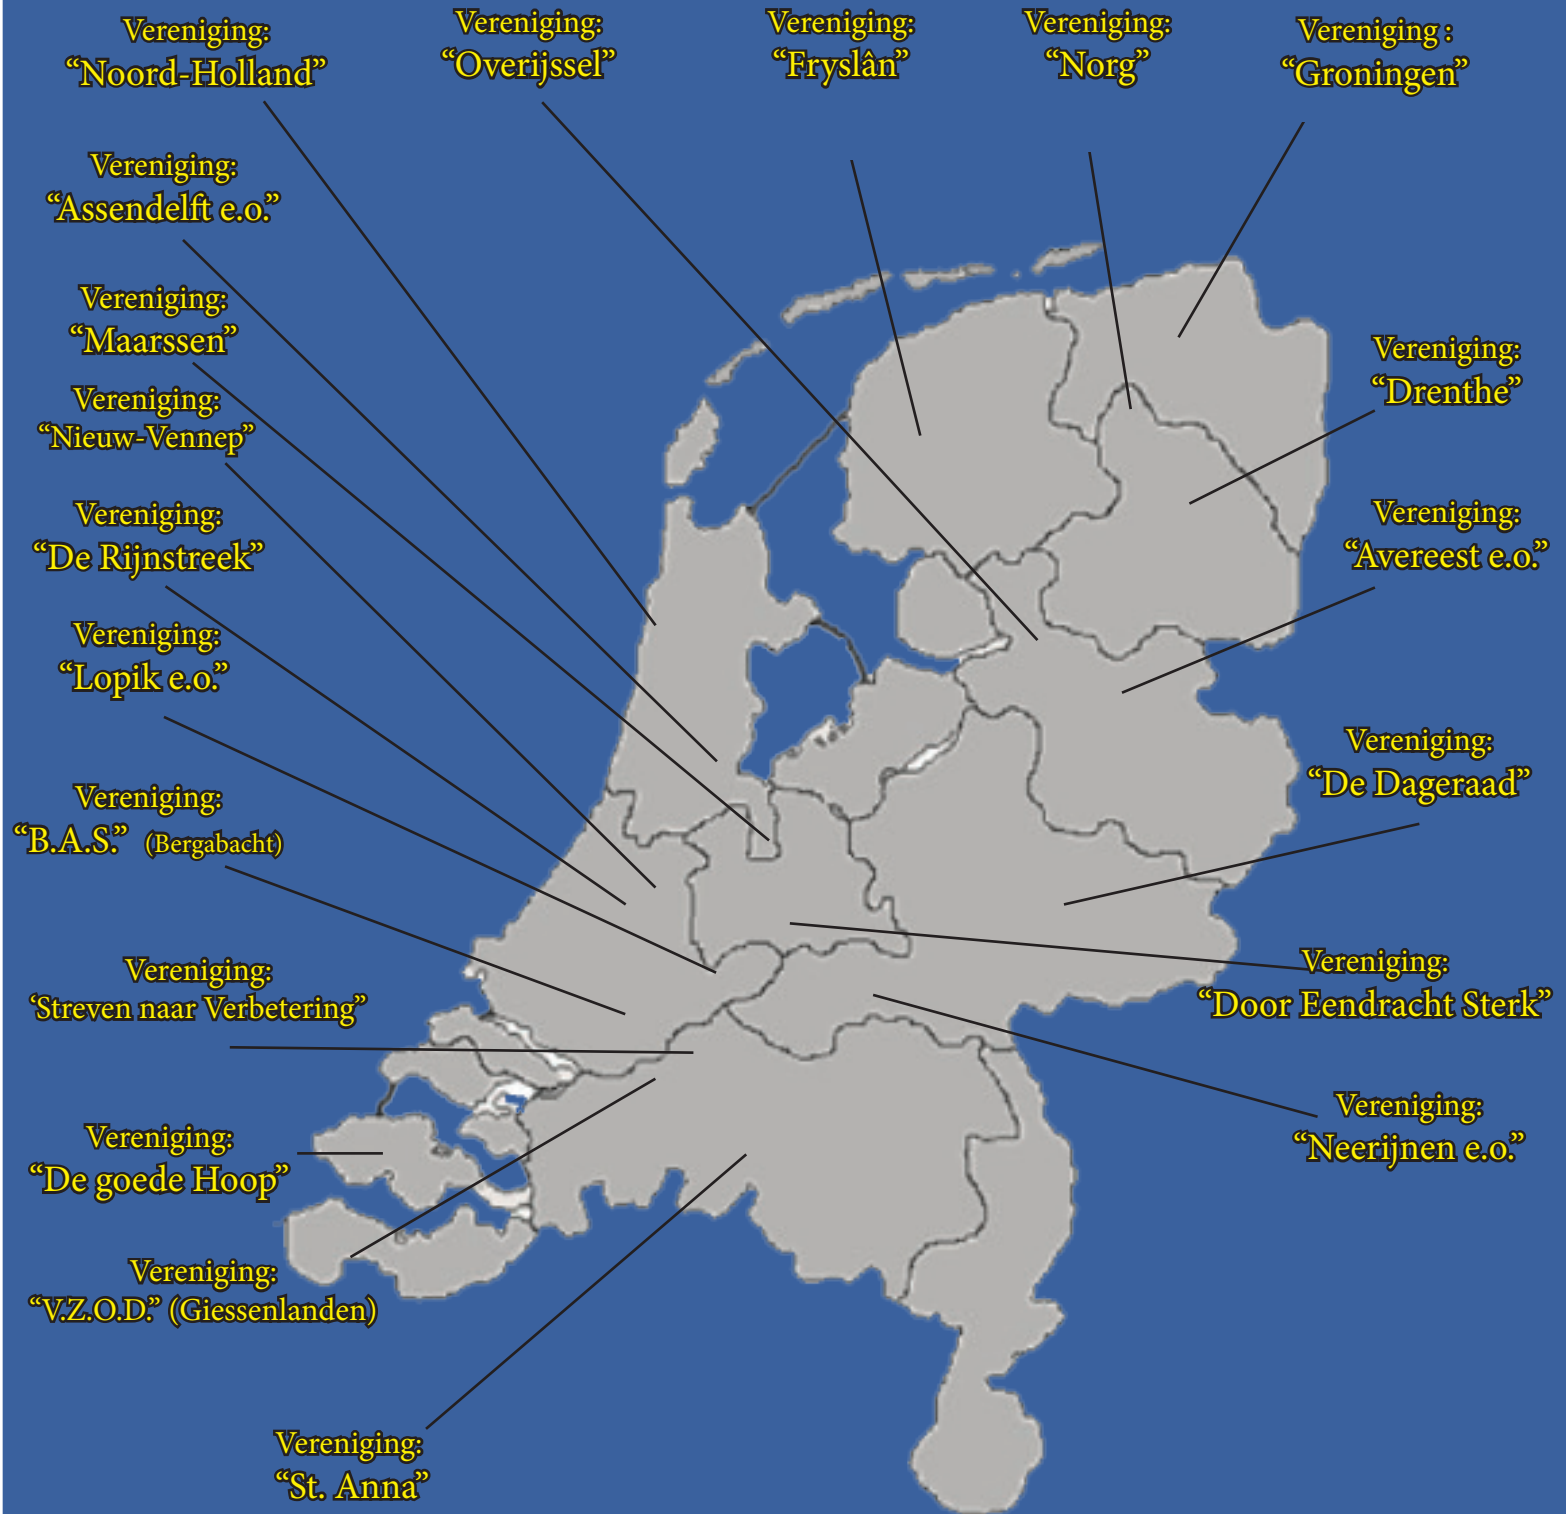 Vereniging:
“Noord-Holland”
Vereniging:
“Overijssel”
Vereniging:
“Fryslân”
Vereniging:
“Norg”
Vereniging :
“Groningen”
Vereniging:
“Assendelft e.o.”
Vereniging:
“Maarssen”
Vereniging:
“Nieuw-Vennep”
Vereniging:
“De Rijnstreek”
Vereniging:
“Lopik e.o.”
Vereniging:
“B.A.S.” (Bergabacht)
Vereniging:
‘Streven naar Verbetering”
Vereniging:
“De goede Hoop”
Vereniging:
“V.Z.O.D.” (Giessenlanden)
Vereniging:
“St. Anna”
Vereniging:
“Drenthe”
Vereniging:
“Avereest e.o.”
Vereniging:
“De Dageraad”
Vereniging:
“Door Eendracht Sterk”
Vereniging:
“Neerijnen e.o.”